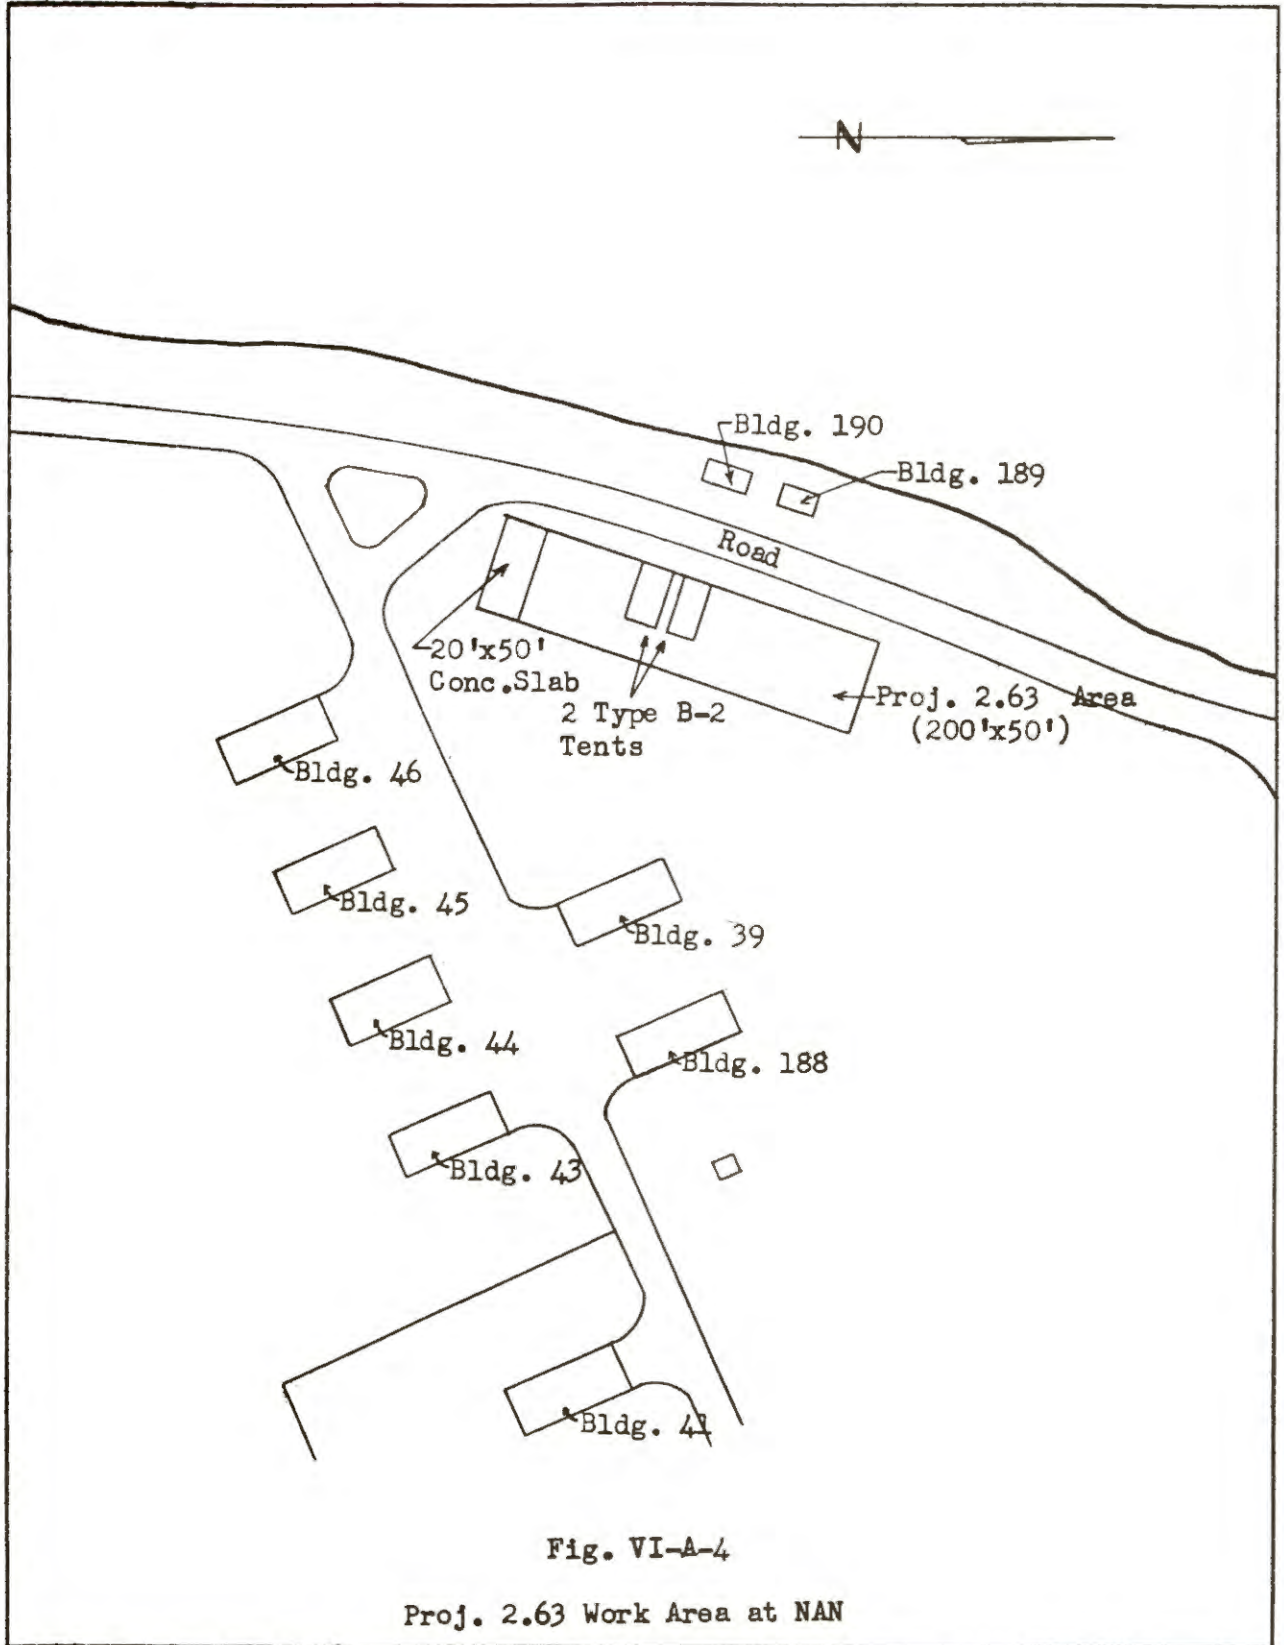 N
Bldg. 190
Bldg. 189
Road
20'x50'
Conc.Slab
2 Type B-2
Tents
Proj. 2.63 Area
(200'x50')
Bldg. 46
Bldg. 45
Bldg. 39
Bldg. 44
Bldg. 188
Bldg. 43
Bldg. 41
Fig. VI-A-4
Proj. 2.63 Work Area at NAN